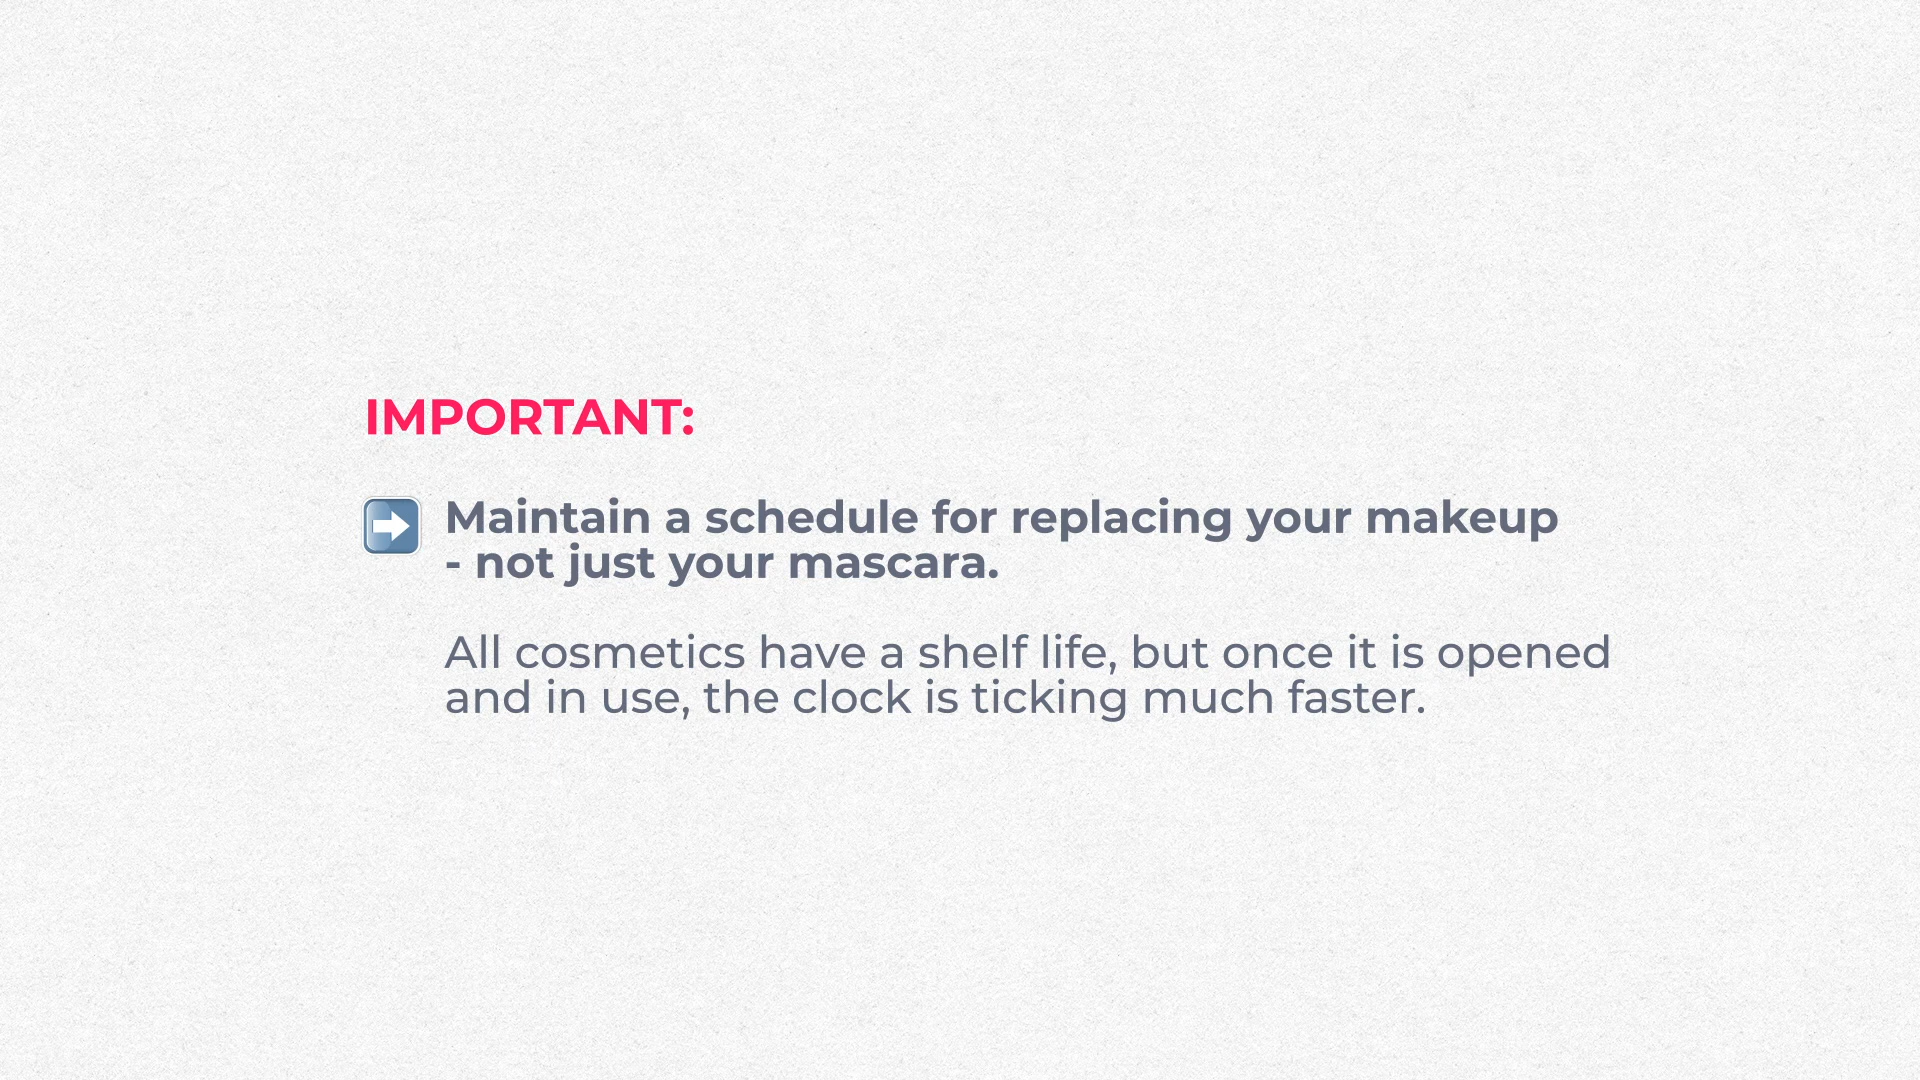 IMPORTANT:
Maintain a schedule for replacing your makeup
- not just your mascara.
All cosmetics have a shelf life, but once it is opened
and in use, the clock is ticking much faster.